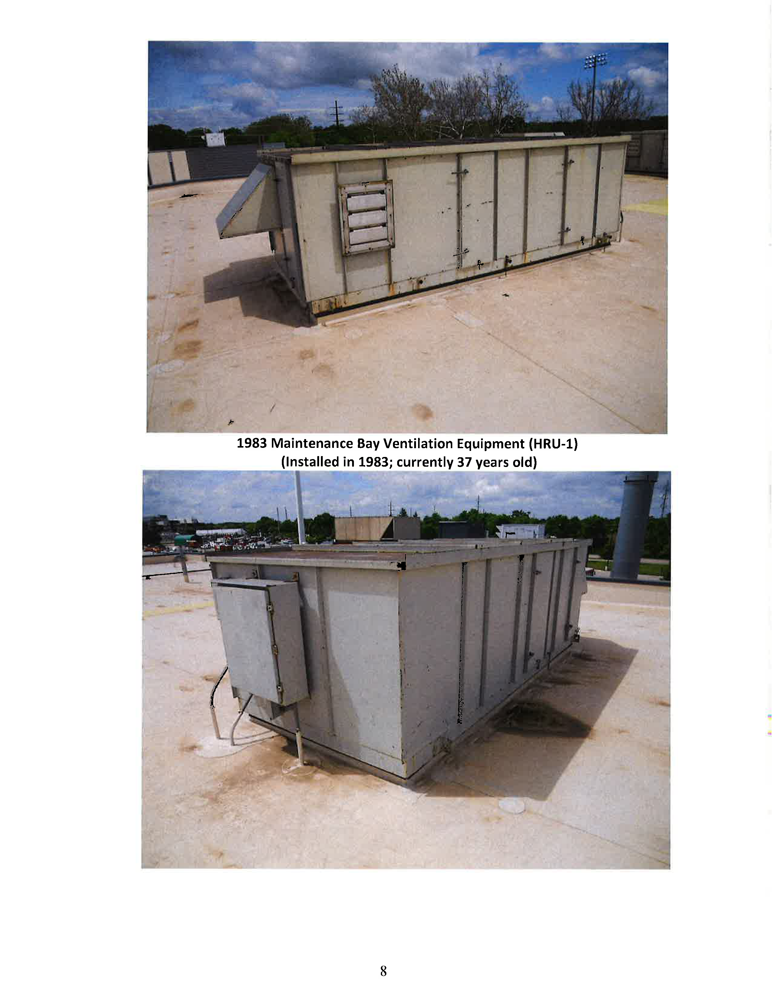 1983 Maintenance Bay Ventilation Equipment (HRU-1)
(Installed in 1983; currently 37 years old)
8